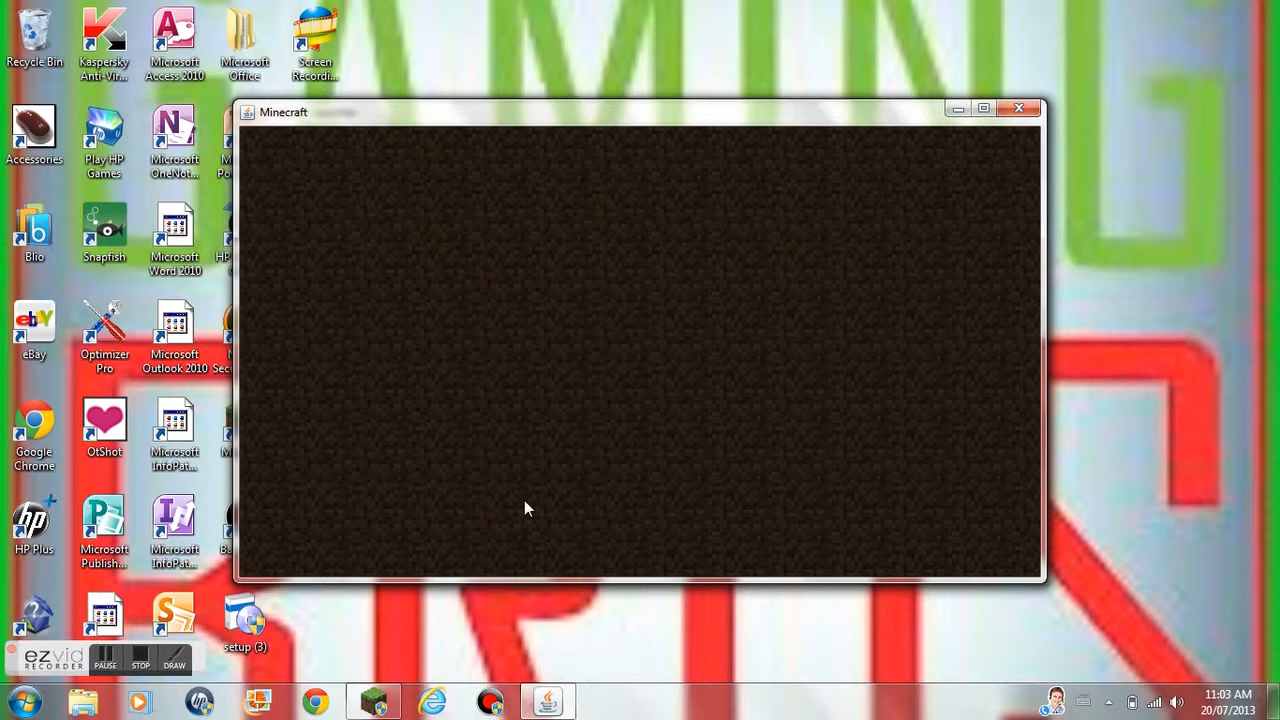 GAMING
Recycle Bin
Kaspersky
Anti-Vir...
Microsoft
Access 2010
Microsoft
Office
Screen
Recordi...
Minecraft
Accessories
Play HP
Games
Microsoft
OneNot...
Blio
Snapfish
Microsoft
Word 2010
HP
eBay
Optimizer
Pro
Microsoft
Outlook 2010
Google
Chrome
OtShot
Microsoft
InfoPat...
HP Plus
Microsoft
Publish...
Microsoft
InfoPat...
setup (3)
ezvid
RECORDER
PAUSE
STOP
DRAW
11:03 AM
20/07/2013